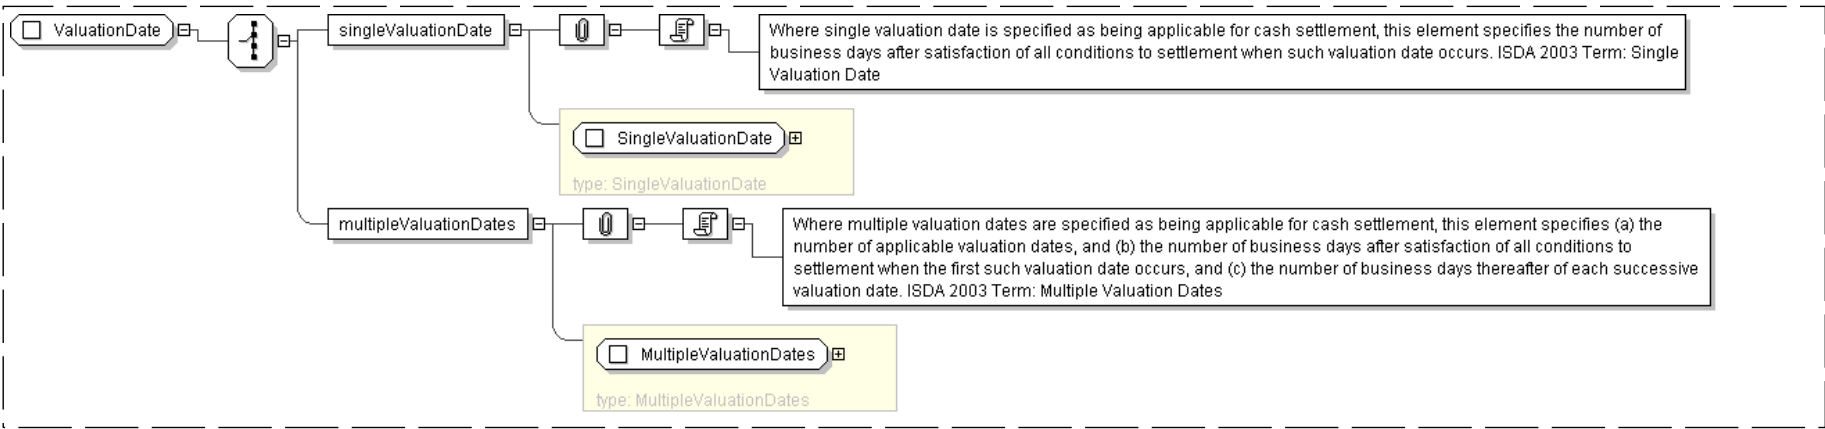 ValuationDate
singleValuationDate
Where single valuation date is specified as being applicable for cash settlement, this element specifies the number of
business days after satisfaction of all conditions to settlement when such valuation date occurs. ISDA 2003 Term: Single
Valuation Date
SingleValuationDate
type: SingleValuationDate
multipleValuationDates
Where multiple valuation dates are specified as being applicable for cash settlement, this element specifies (a) the
number of applicable valuation dates, and (b) the number of business days after satisfaction of all conditions to
settlement when the first such valuation date occurs, and (c) the number of business days thereafter of each successive
valuation date. ISDA 2003 Term: Multiple Valuation Dates
MultipleValuationDates
type: MultipleValuationDates